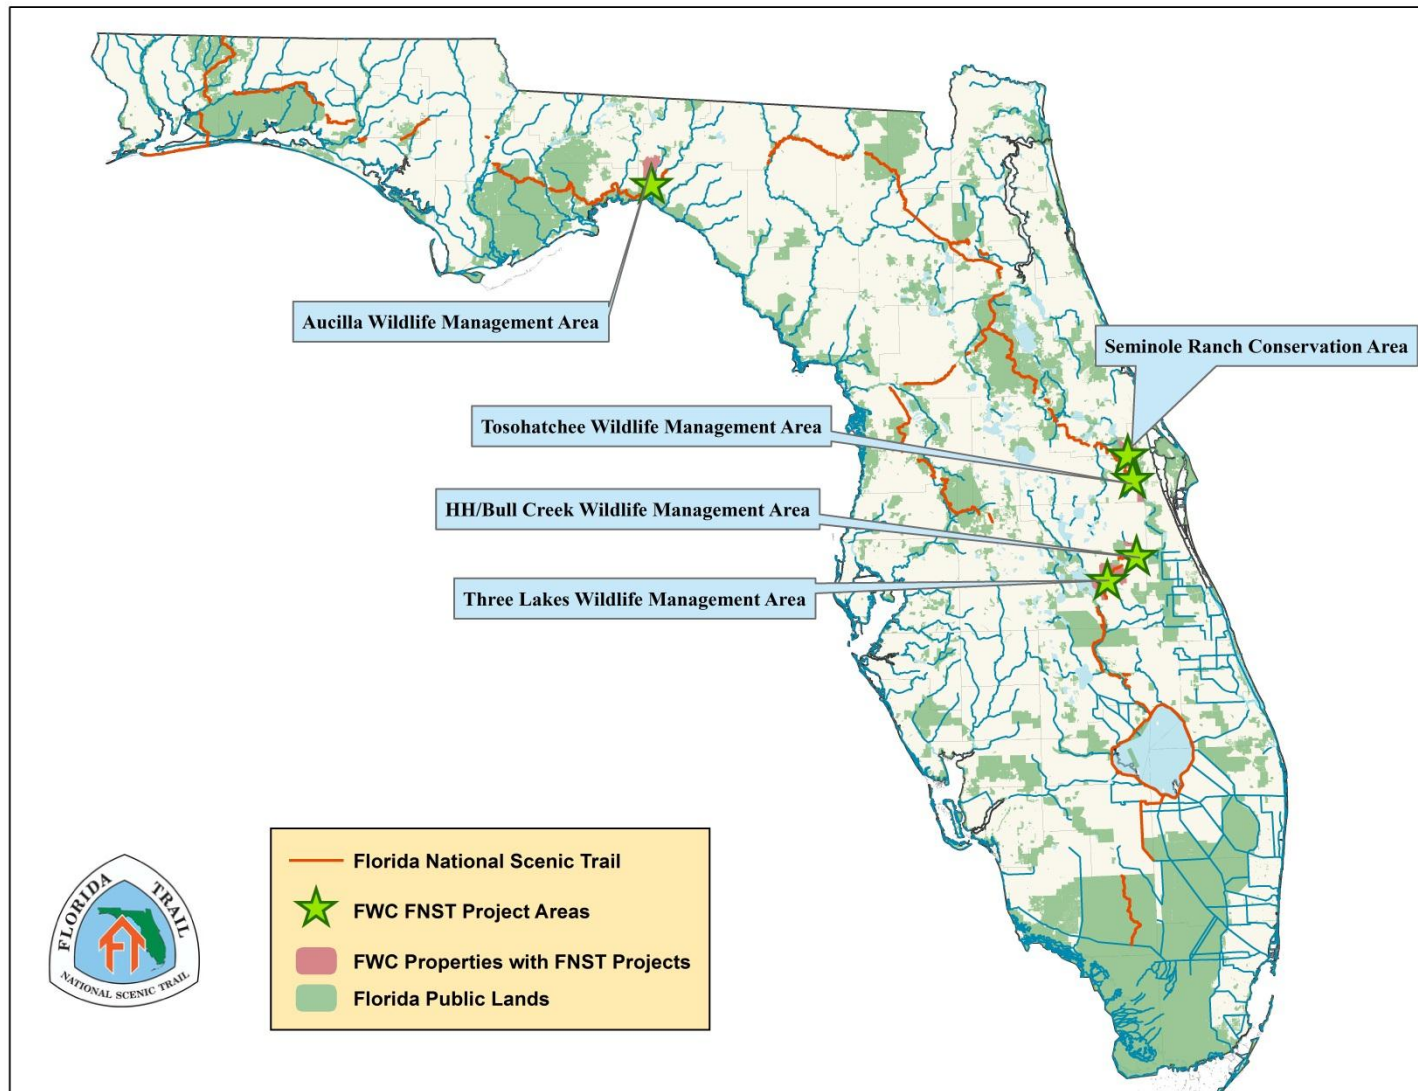 Aucilla Wildlife Management Area
Seminole Ranch Conservation Area
Tosohatchee Wildlife Management Area
HH/Bull Creek Wildlife Management Area
Three Lakes Wildlife Management Area
Florida National Scenic Trail
FWC FNST Project Areas
FWC Properties with FNST Projects
Florida Public Lands
FLORIDA TRAIL
FT
NATIONAL SCENIC TRAIL